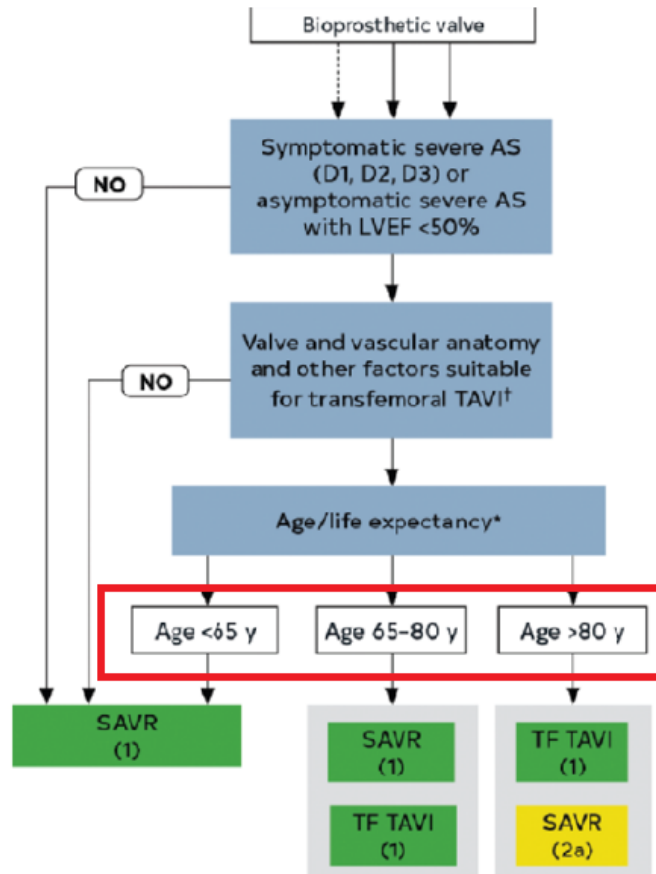 Bioprosthetic valve
Symptomatic severe AS
(D1, D2, D3) or
asymptomatic severe AS
with LVEF <50%
NO
Valve and vascular anatomy
and other factors suitable
for transfemoral TAVI†
NO
Age/life expectancy*
Age <65 y
Age 65–80 y
Age >80 y
SAVR
(1)
SAVR
(1)
TF TAVI
(1)
TF TAVI
(1)
SAVR
(2a)